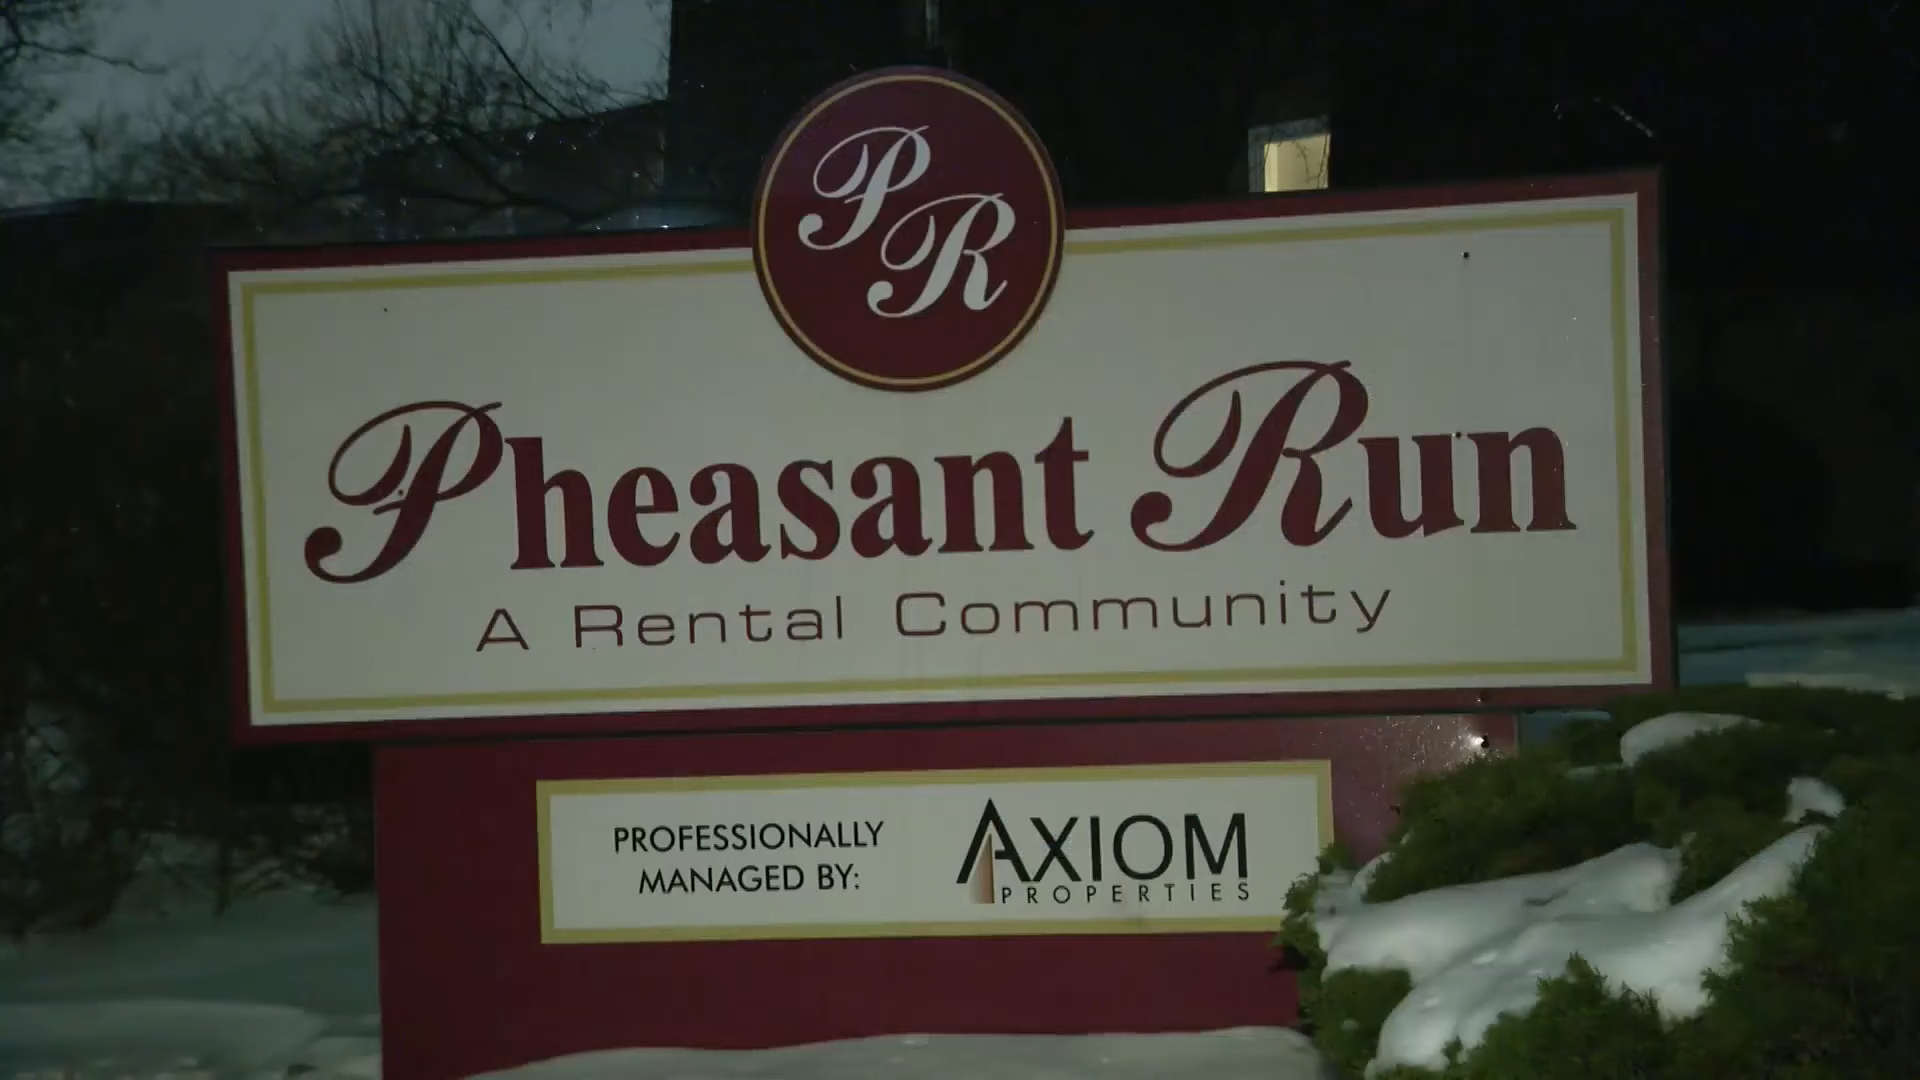 PR
Pheasant Run
A Rental Community
PROFESSIONALLY
MANAGED BY:
AXIOM
PROPERTIES